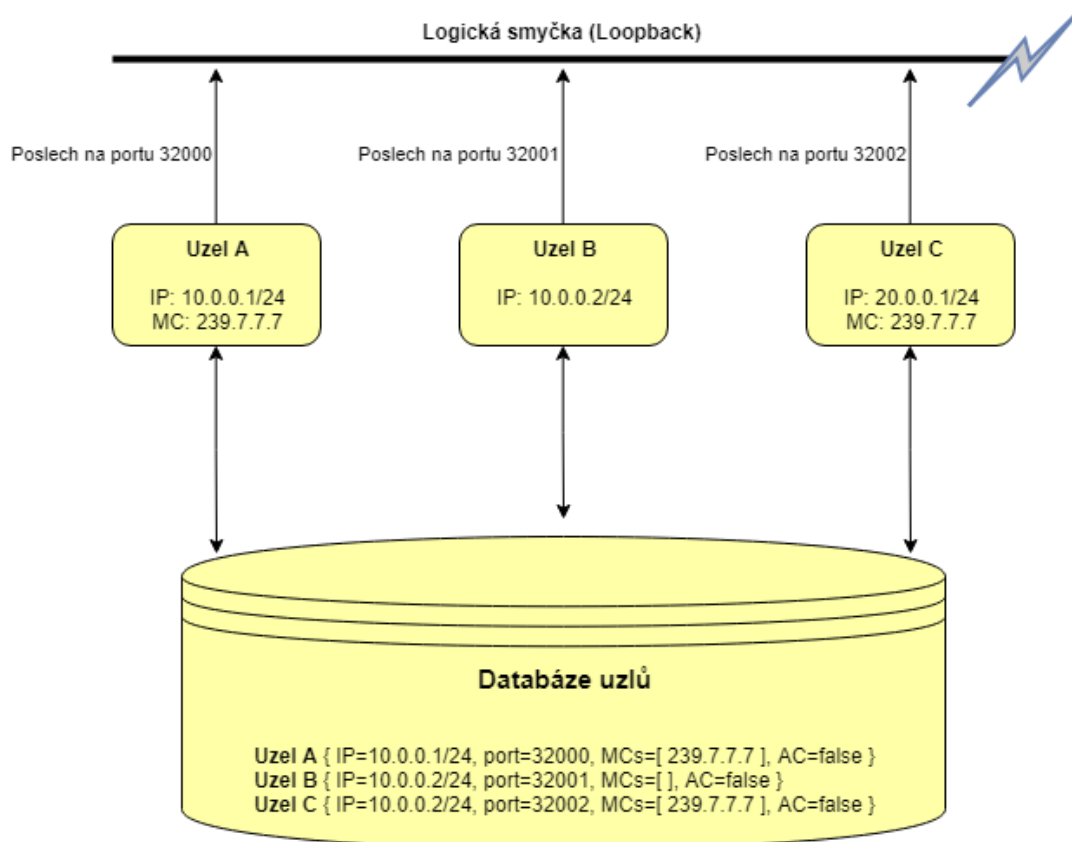 Logická smyčka (Loopback)
Poslech na portu 32000
Poslech na portu 32001
Poslech na portu 32002
Uzel A
IP: 10.0.0.1/24
MC: 239.7.7.7
Uzel B
IP: 10.0.0.2/24
Uzel C
IP: 20.0.0.1/24
MC: 239.7.7.7
Databáze uzlů
Uzel A { IP=10.0.0.1/24, port=32000, MCs=[ 239.7.7.7 ], AC=false }
Uzel B { IP=10.0.0.2/24, port=32001, MCs=[ ], AC=false }
Uzel C { IP=10.0.0.2/24, port=32002, MCs=[ 239.7.7.7 ], AC=false }